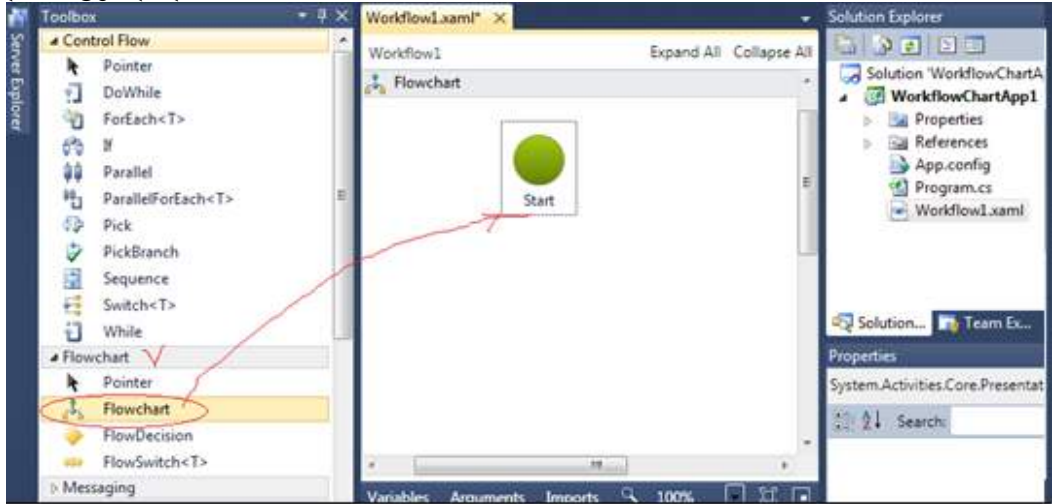 Server Explorer
Toolbox
Control Flow
Pointer
DoWhile
ForEach<T>
If
Parallel
ParallelForEach<T>
Pick
PickBranch
Sequence
Switch<T>
While
Flowchart
Pointer
Flowchart
FlowDecision
FlowSwitch<T>
Messaging
Workflow1.xaml*
Workflow1 Expand All Collapse All
Flowchart
Start
Variables Arguments Imports 100%
Solution Explorer
Solution 'WorkflowChartA
WorkflowChartApp1
Properties
References
App.config
Program.cs
Workflow1.xaml
Solution... Team Ex...
Properties
System.Activities.Core.Presentat
Search: